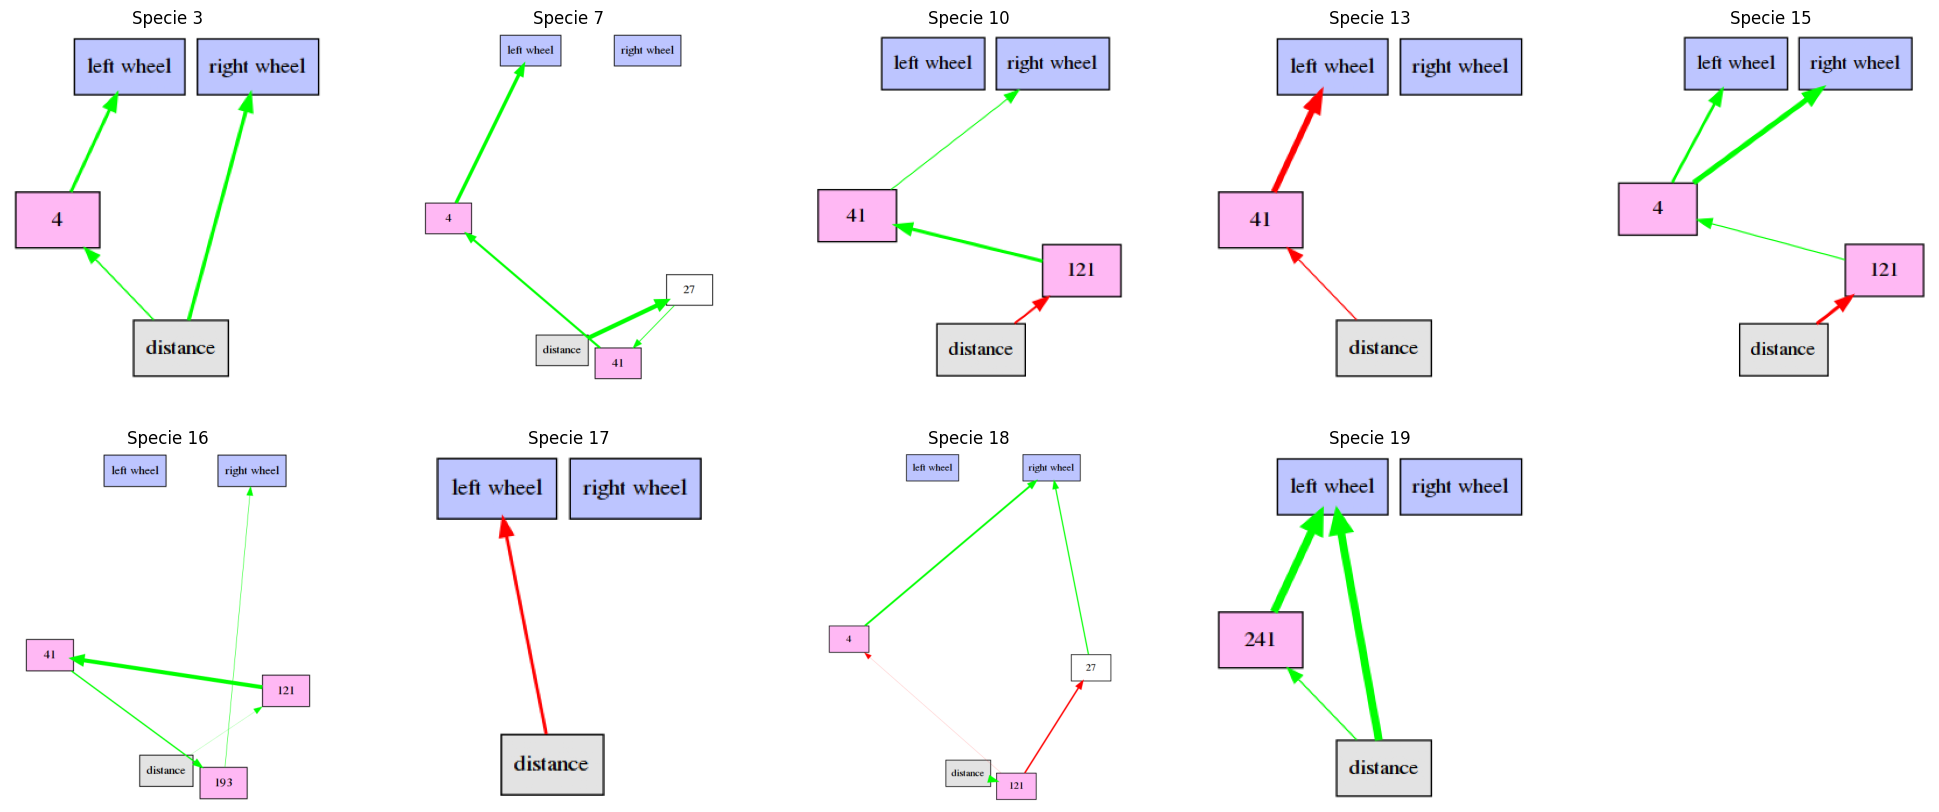 Specie 3
left wheel
right wheel
4
distance
Specie 7
left wheel
right wheel
4
27
distance
41
Specie 10
left wheel
right wheel
41
121
distance
Specie 13
left wheel
right wheel
41
distance
Specie 15
left wheel
right wheel
4
121
distance
Specie 16
left wheel
right wheel
41
121
distance
193
Specie 17
left wheel
right wheel
distance
Specie 18
left wheel
right wheel
4
27
distance
121
Specie 19
left wheel
right wheel
241
distance